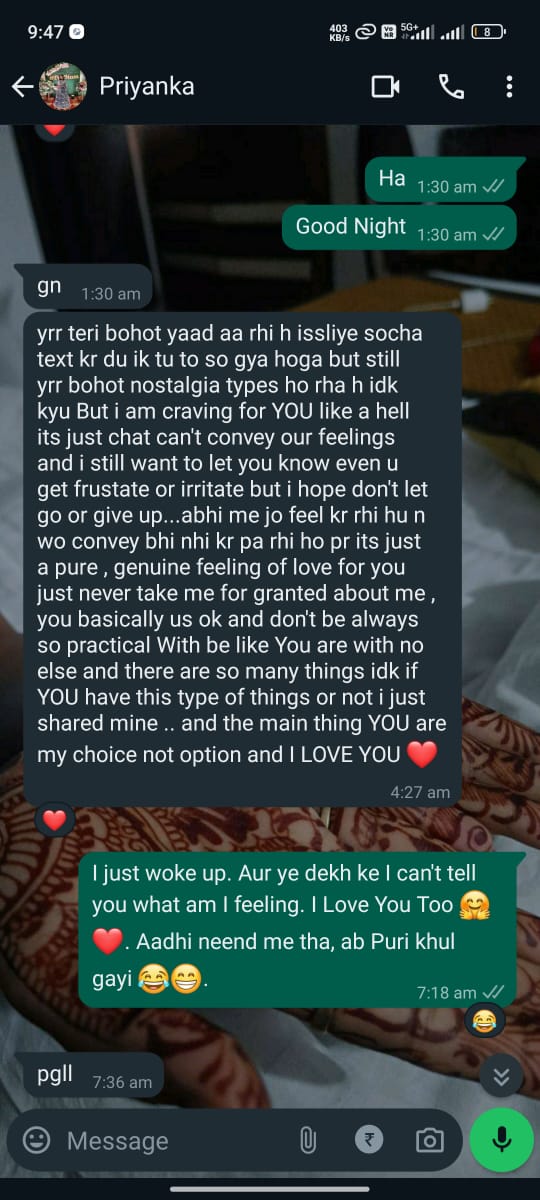 9:47
403
KB/s
Vo
NR
5G+
8
Priyanka
Ha 1:30 am
Good Night 1:30 am
gn 1:30 am
yrr teri bohot yaad aa rhi h issliye socha
text kr du ik tu to so gya hoga but still
yrr bohot nostalgia types ho rha h idk
kyu But i am craving for YOU like a hell
its just chat can't convey our feelings
and i still want to let you know even u
get frustate or irritate but i hope don't let
go or give up...abhi me jo feel kr rhi hu n
wo convey bhi nhi kr pa rhi ho pr its just
a pure , genuine feeling of love for you
just never take me for granted about me ,
you basically us ok and don't be always
so practical With be like You are with no
else and there are so many things idk if
YOU have this type of things or not i just
shared mine .. and the main thing YOU are
my choice not option and I LOVE YOU ❤️
4:27 am
❤️
I just woke up. Aur ye dekh ke I can't tell
you what am I feeling. I Love You Too 🤗
❤️. Aadhi neend me tha, ab Puri khul
gayi 😂😁.
7:18 am
😂
pgll 7:36 am
Message
₹